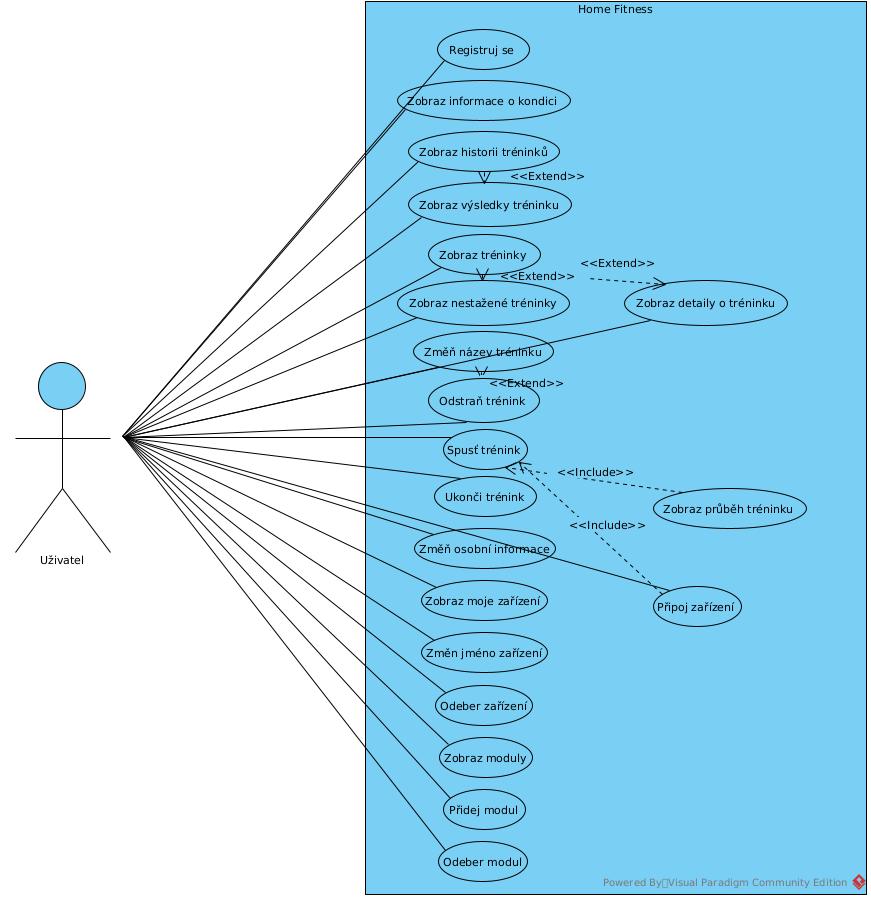 Home Fitness
Registruj se
Zobraz informace o kondici
Zobraz historii tréninků
<<Extend>>
Zobraz výsledky tréninku
Zobraz tréninky
<<Extend>>
<<Extend>>
Zobraz nestažené tréninky
Zobraz detaily o tréninku
Změň název tréninku
<<Extend>>
Odstraň trénink
Spusť trénink
<<Include>>
Ukonči trénink
Zobraz průběh tréninku
<<Include>>
Změň osobní informace
Uživatel
Zobraz moje zařízení
Připoj zařízení
Změn jméno zařízení
Odeber zařízení
Zobraz moduly
Přidej modul
Odeber modul
Powered By Visual Paradigm Community Edition